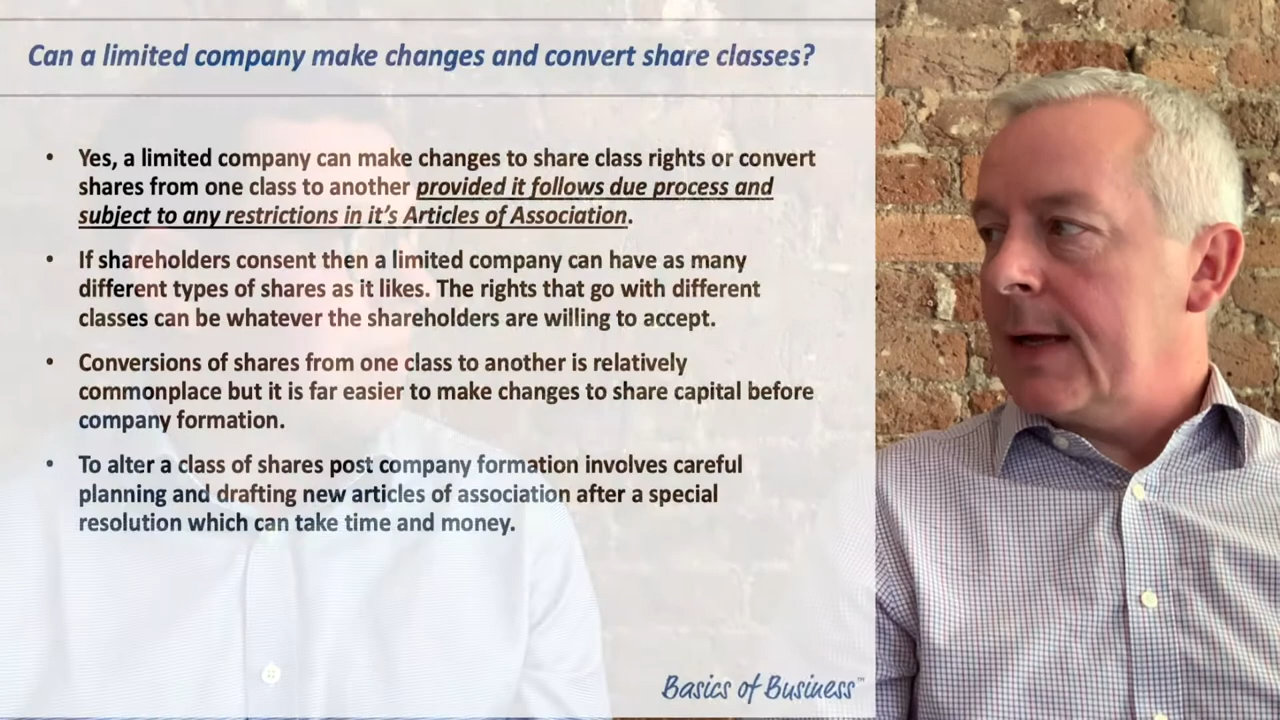 Can a limited company make changes and convert share classes?
• Yes, a limited company can make changes to share class rights or convert
shares from one class to another provided it follows due process and
subject to any restrictions in it's Articles of Association.
• If shareholders consent then a limited company can have as many
different types of shares as it likes. The rights that go with different
classes can be whatever the shareholders are willing to accept.
• Conversions of shares from one class to another is relatively
commonplace but it is far easier to make changes to share capital before
company formation.
• To alter a class of shares post company formation involves careful
planning and drafting new articles of association after a special
resolution which can take time and money.
Basics of Business™